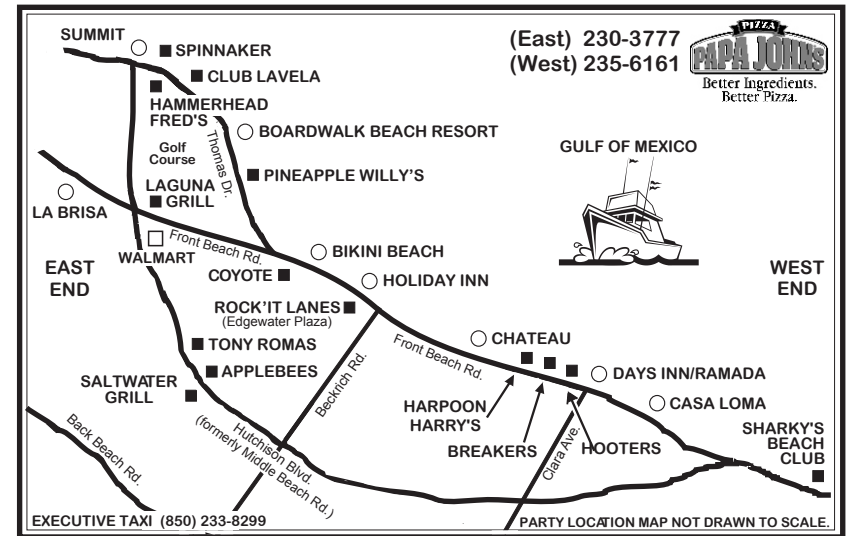 SUMMIT
SPINNAKER
CLUB LAVELA
HAMMERHEAD
FRED'S
Golf
Course
Thomas Dr.
BOARDWALK BEACH RESORT
PINEAPPLE WILLY'S
LAGUNA
GRILL
LA BRISA
WALMART
Front Beach Rd.
EAST
END
COYOTE
BIKINI BEACH
HOLIDAY INN
ROCK'IT LANES
(Edgewater Plaza)
TONY ROMAS
APPLEBEES
SALTWATER
GRILL
Back Beach Rd.
Hutchison Blvd.
(formerly Middle Beach Rd.)
Beckrich Rd.
Front Beach Rd.
CHATEAU
HARPOON
HARRY'S
BREAKERS
HOOTERS
Clara Ave.
DAYS INN/RAMADA
CASA LOMA
SHARKY'S
BEACH
CLUB
WEST
END
GULF OF MEXICO
(East) 230-3777
(West) 235-6161
PIZZA
PAPA JOHNS
Better Ingredients.
Better Pizza.
EXECUTIVE TAXI (850) 233-8299
PARTY LOCATION MAP NOT DRAWN TO SCALE.